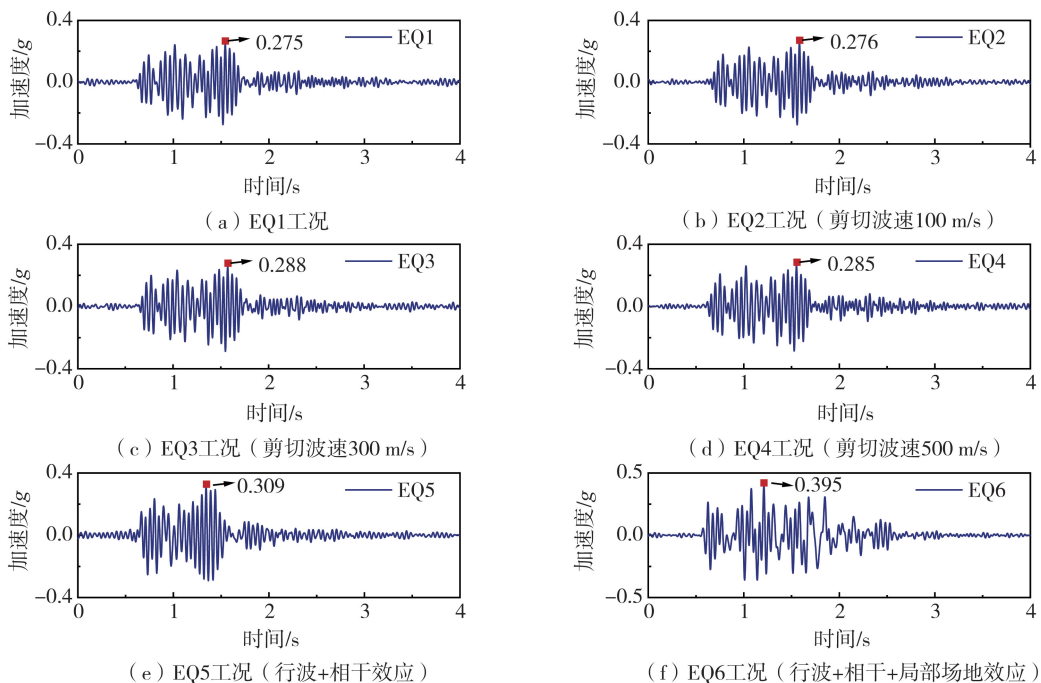 0.4
0.275
EQ1
加速度/g
0.0
−0.4
0 1 2 3 4
时间/s
（a）EQ1工况
0.4
0.276
EQ2
加速度/g
0.0
−0.4
0 1 2 3 4
时间/s
（b）EQ2工况（剪切波速100 m/s）
0.4
0.288
EQ3
加速度/g
0.0
−0.4
0 1 2 3 4
时间/s
（c）EQ3工况（剪切波速300 m/s）
0.4
0.285
EQ4
加速度/g
0.0
−0.4
0 1 2 3 4
时间/s
（d）EQ4工况（剪切波速500 m/s）
0.4
0.309
EQ5
加速度/g
0.0
−0.4
0 1 2 3 4
时间/s
（e）EQ5工况（行波+相干效应）
0.5
0.395
EQ6
加速度/g
0.0
−0.5
0 1 2 3 4
时间/s
（f）EQ6工况（行波+相干+局部场地效应）